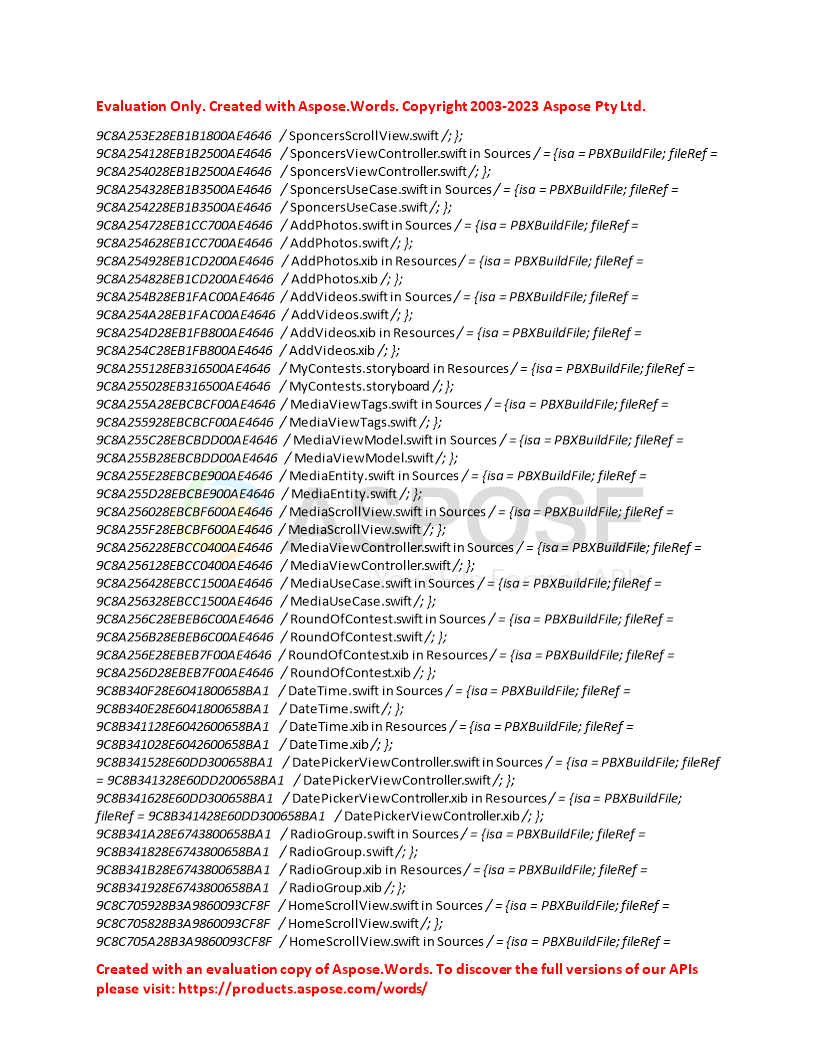 Evaluation Only. Created with Aspose.Words. Copyright 2003-2023 Aspose Pty Ltd.
9C8A253E28EB1B1800AE4646 / SponcersScrollView.swift /; };
9C8A254128EB1B2500AE4646 / SponcersViewController.swift in Sources / = {isa = PBXBuildFile; fileRef =
9C8A254028EB1B2500AE4646 / SponcersViewController.swift /; };
9C8A254328EB1B3500AE4646 / SponcersUseCase.swift in Sources / = {isa = PBXBuildFile; fileRef =
9C8A254228EB1B3500AE4646 / SponcersUseCase.swift /; };
9C8A254728EB1CC700AE4646 / AddPhotos.swift in Sources / = {isa = PBXBuildFile; fileRef =
9C8A254628EB1CC700AE4646 / AddPhotos.swift /; };
9C8A254928EB1CD200AE4646 / AddPhotos.xib in Resources / = {isa = PBXBuildFile; fileRef =
9C8A254828EB1CD200AE4646 / AddPhotos.xib /; };
9C8A254B28EB1FAC00AE4646 / AddVideos.swift in Sources / = {isa = PBXBuildFile; fileRef =
9C8A254A28EB1FAC00AE4646 / AddVideos.swift /; };
9C8A254D28EB1FB800AE4646 / AddVideos.xib in Resources / = {isa = PBXBuildFile; fileRef =
9C8A254C28EB1FB800AE4646 / AddVideos.xib /; };
9C8A255128EB316500AE4646 / MyContests.storyboard in Resources / = {isa = PBXBuildFile; fileRef =
9C8A255028EB316500AE4646 / MyContests.storyboard /; };
9C8A255A28EBCBCF00AE4646 / MediaViewTags.swift in Sources / = {isa = PBXBuildFile; fileRef =
9C8A255928EBCBCF00AE4646 / MediaViewTags.swift /; };
9C8A255C28EBCBDD00AE4646 / MediaViewModel.swift in Sources / = {isa = PBXBuildFile; fileRef =
9C8A255B28EBCBDD00AE4646 / MediaViewModel.swift /; };
9C8A255E28EBCBE900AE4646 / MediaEntity.swift in Sources / = {isa = PBXBuildFile; fileRef =
9C8A255D28EBCBE900AE4646 / MediaEntity.swift /; };
9C8A256028EBCBF600AE4646 / MediaScrollView.swift in Sources / = {isa = PBXBuildFile; fileRef =
9C8A255F28EBCBF600AE4646 / MediaScrollView.swift /; };
9C8A256228EBCC0400AE4646 / MediaViewController.swift in Sources / = {isa = PBXBuildFile; fileRef =
9C8A256128EBCC0400AE4646 / MediaViewController.swift /; };
9C8A256428EBCC1500AE4646 / MediaUseCase.swift in Sources / = {isa = PBXBuildFile; fileRef =
9C8A256328EBCC1500AE4646 / MediaUseCase.swift /; };
9C8A256C28EBEB6C00AE4646 / RoundOfContest.swift in Sources / = {isa = PBXBuildFile; fileRef =
9C8A256B28EBEB6C00AE4646 / RoundOfContest.swift /; };
9C8A256E28EBEB7F00AE4646 / RoundOfContest.xib in Resources / = {isa = PBXBuildFile; fileRef =
9C8A256D28EBEB7F00AE4646 / RoundOfContest.xib /; };
9C8B340F28E6041800658BA1 / DateTime.swift in Sources / = {isa = PBXBuildFile; fileRef =
9C8B340E28E6041800658BA1 / DateTime.swift /; };
9C8B341128E6042600658BA1 / DateTime.xib in Resources / = {isa = PBXBuildFile; fileRef =
9C8B341028E6042600658BA1 / DateTime.xib /; };
9C8B341528E60DD300658BA1 / DatePickerViewController.swift in Sources / = {isa = PBXBuildFile; fileRef
= 9C8B341328E60DD200658BA1 / DatePickerViewController.swift /; };
9C8B341628E60DD300658BA1 / DatePickerViewController.xib in Resources / = {isa = PBXBuildFile;
fileRef = 9C8B341428E60DD300658BA1 / DatePickerViewController.xib /; };
9C8B341A28E6743800658BA1 / RadioGroup.swift in Sources / = {isa = PBXBuildFile; fileRef =
9C8B341828E6743800658BA1 / RadioGroup.swift /; };
9C8B341B28E6743800658BA1 / RadioGroup.xib in Resources / = {isa = PBXBuildFile; fileRef =
9C8B341928E6743800658BA1 / RadioGroup.xib /; };
9C8C705928B3A9860093CF8F / HomeScrollView.swift in Sources / = {isa = PBXBuildFile; fileRef =
9C8C705828B3A9860093CF8F / HomeScrollView.swift /; };
9C8C705A28B3A9860093CF8F / HomeScrollView.swift in Sources / = {isa = PBXBuildFile; fileRef =
Created with an evaluation copy of Aspose.Words. To discover the full versions of our APIs
please visit: https://products.aspose.com/words/
ASPOSE